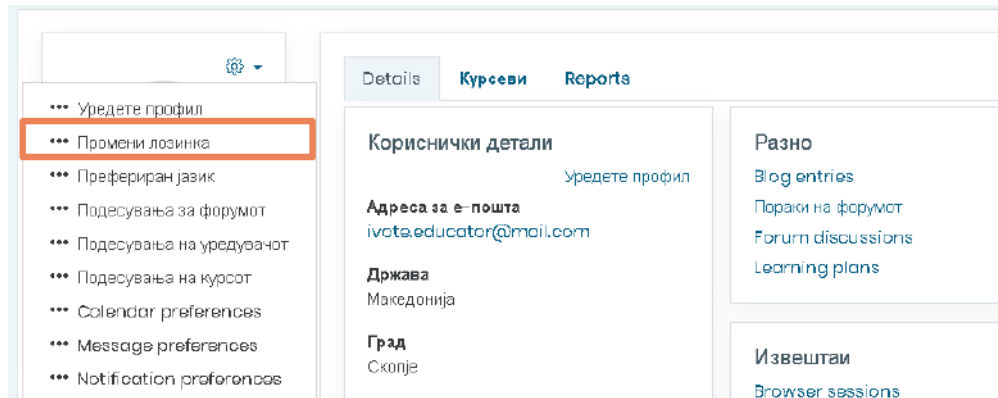 Details Курсеви Reports
••• Уредете профил
••• Промени лозинка
••• Префериран јазик
••• Подесувања за форумот
••• Подесувања на уредувачот
••• Подесувања на курсот
••• Calendar preferences
••• Message preferences
••• Notification preferences
Кориснички детали
Уредете профил
Адреса за е-пошта
ivote.educator@mail.com
Држава
Македонија
Град
Скопје
Разно
Blog entries
Пораки на форумот
Forum discussions
Learning plans
Извештаи
Browser sessions